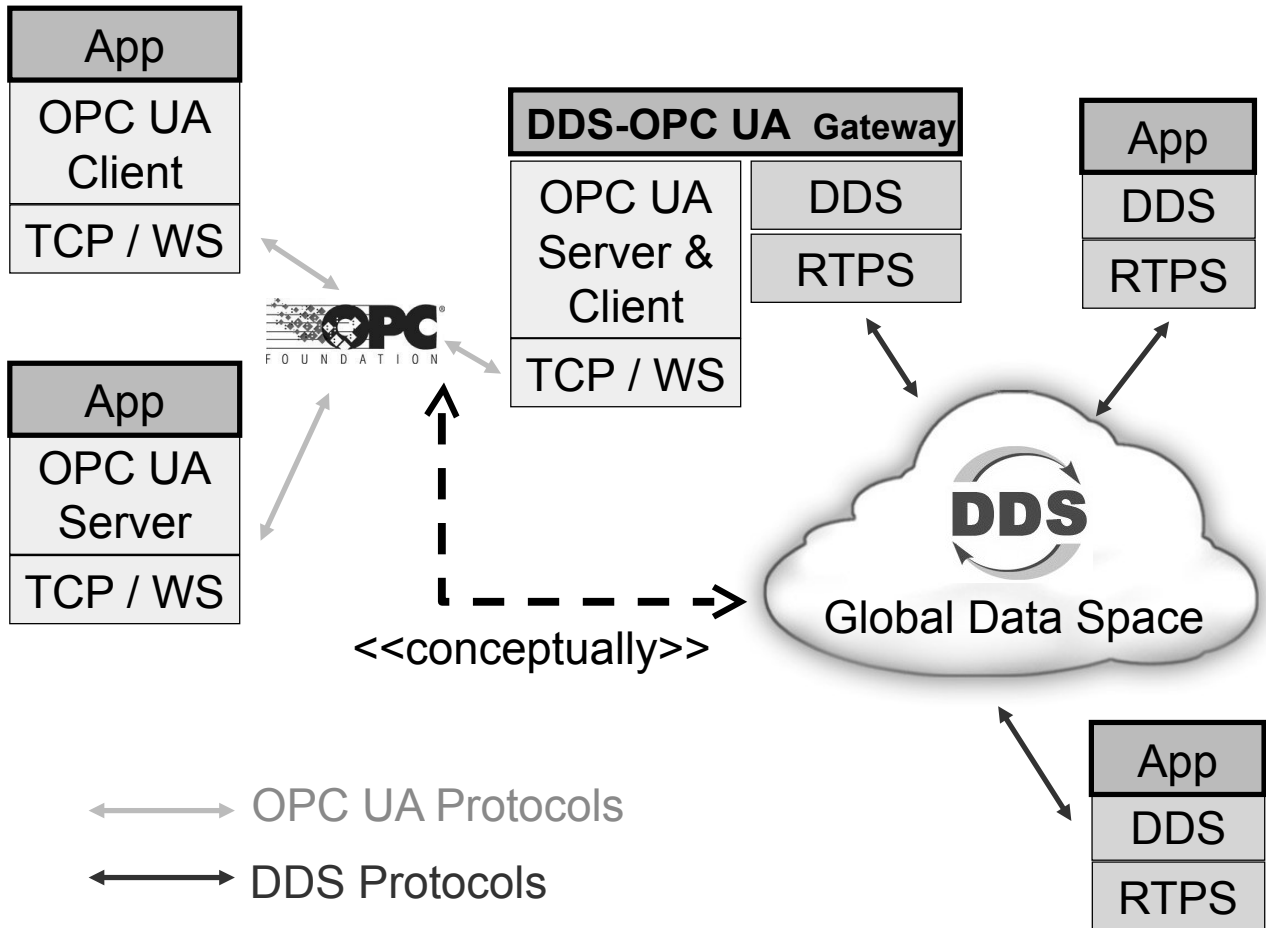 App
OPC UA
Client
TCP / WS
DDS-OPC UA Gateway
OPC UA
Server &
Client
TCP / WS
DDS
RTPS
App
DDS
RTPS
OPC®
FOUNDATION
App
OPC UA
Server
TCP / WS
DDS
Global Data Space
<<conceptually>>
App
DDS
RTPS
OPC UA Protocols
DDS Protocols